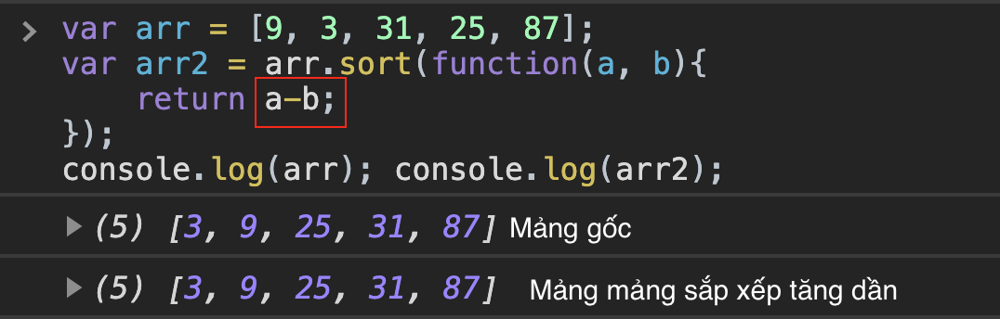 var arr = [9, 3, 31, 25, 87];
var arr2 = arr.sort(function(a, b){
    return a-b;
});
console.log(arr); console.log(arr2);
(5) [3, 9, 25, 31, 87] Mảng gốc
(5) [3, 9, 25, 31, 87] Mảng mảng sắp xếp tăng dần